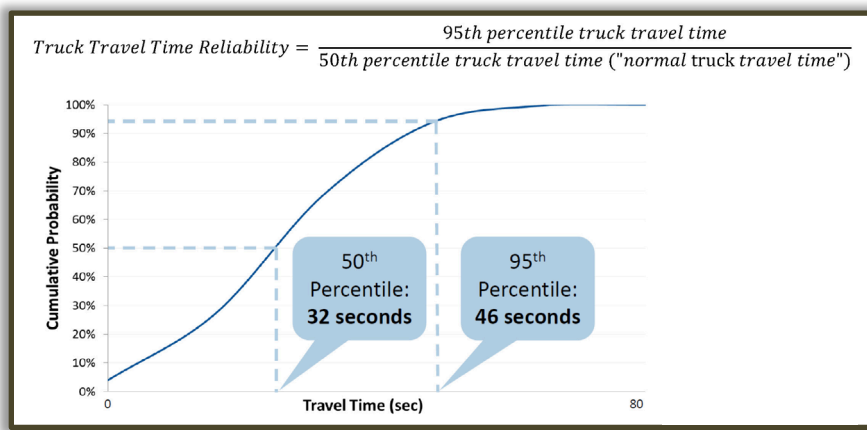 Truck Travel Time Reliability = 95th percentile truck travel time / 50th percentile truck travel time ("normal truck travel time")
100%
90%
80%
70%
60%
50%
40%
30%
20%
10%
0%
Cumulative Probability
50th
Percentile:
32 seconds
95th
Percentile:
46 seconds
0
Travel Time (sec)
80